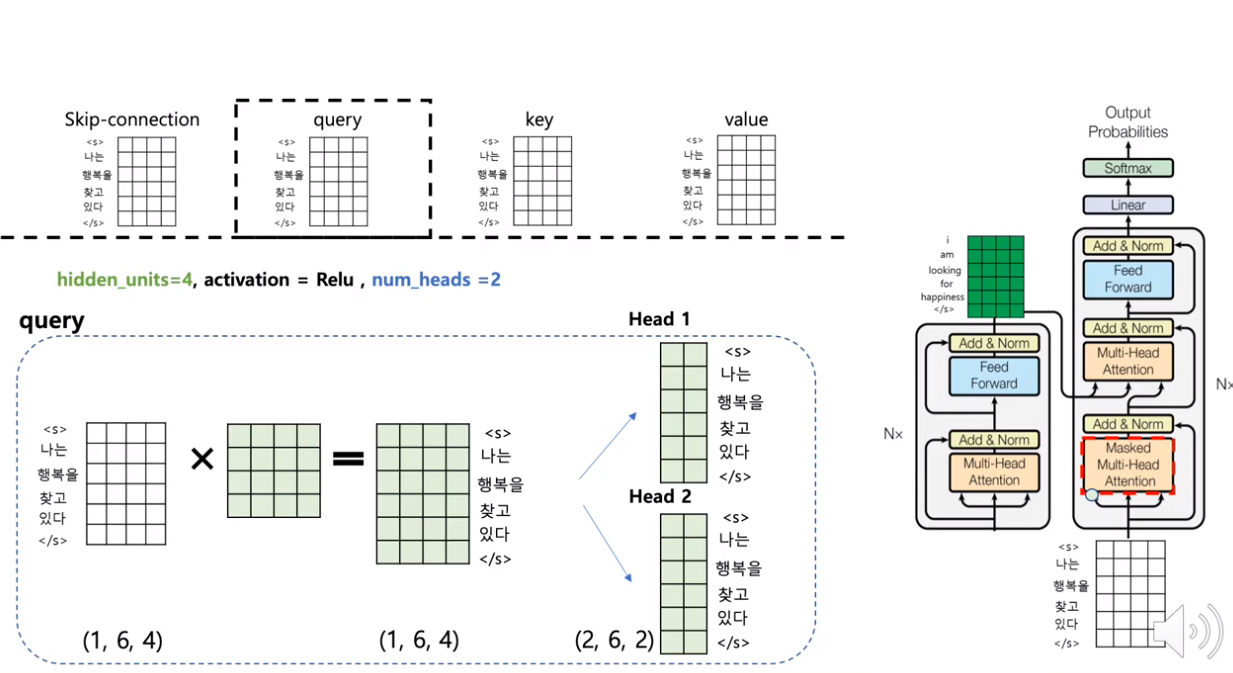 Skip-connection
<s>
나는
행복을
찾고
있다
</s>
query
<s>
나는
행복을
찾고
있다
</s>
key
<s>
나는
행복을
찾고
있다
</s>
value
<s>
나는
행복을
찾고
있다
</s>
hidden_units=4, activation = Relu , num_heads =2
query
<s>
나는
행복을
찾고
있다
</s>
×
=
<s>
나는
행복을
찾고
있다
</s>
Head 1
<s>
나는
행복을
찾고
있다
</s>
Head 2
<s>
나는
행복을
찾고
있다
</s>
(1, 6, 4)
(1, 6, 4)
(2, 6, 2)
Output
Probabilities
Softmax
Linear
Add & Norm
Feed
Forward
Add & Norm
Multi-Head
Attention
Add & Norm
Masked
Multi-Head
Attention
N×
i
am
looking
for
happiness
</s>
Add & Norm
Feed
Forward
Add & Norm
Multi-Head
Attention
N×
<s>
나는
행복을
찾고
있다
</s>